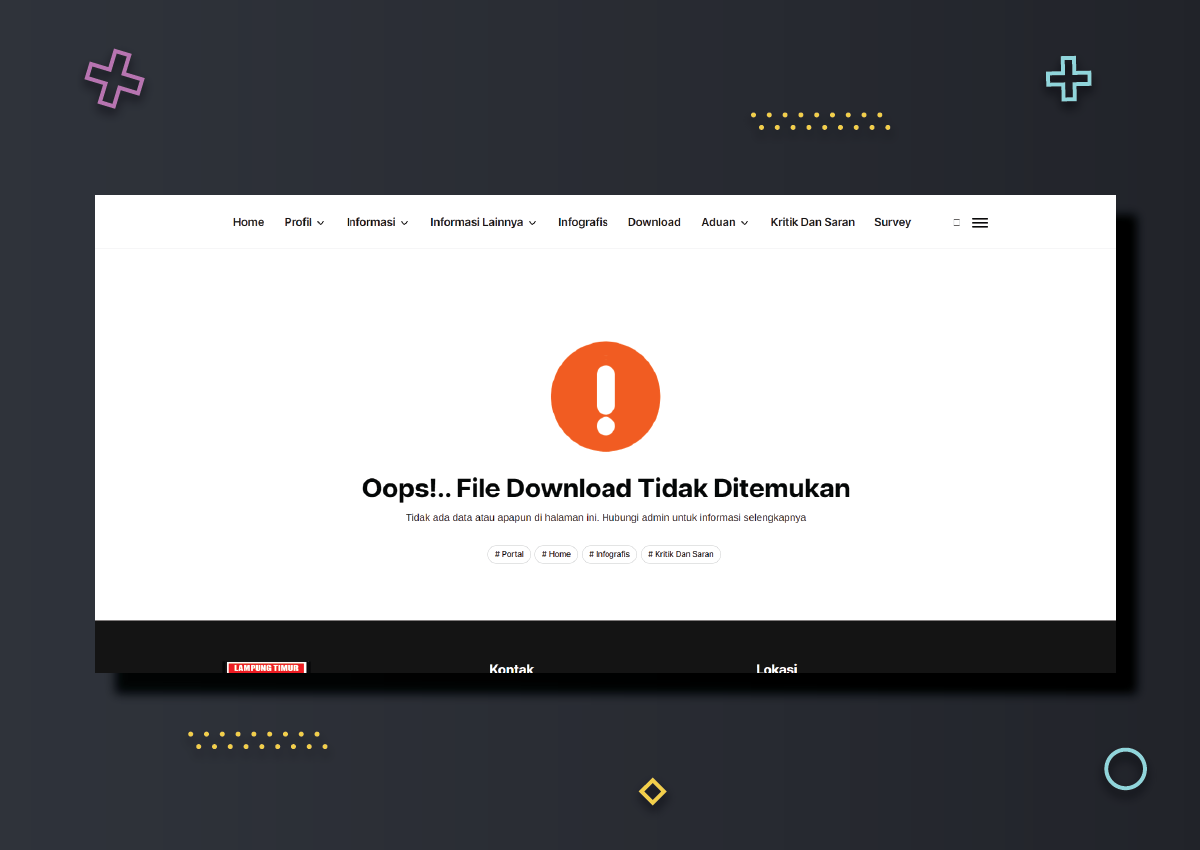 Home Profil Informasi Informasi Lainnya Infografis Download Aduan Kritik Dan Saran Survey
Oops!.. File Download Tidak Ditemukan
Tidak ada data atau apapun di halaman ini. Hubungi admin untuk informasi selengkapnya
# Portal # Home # Infografis # Kritik Dan Saran
LAMPUNG TIMUR Kontak Lokasi